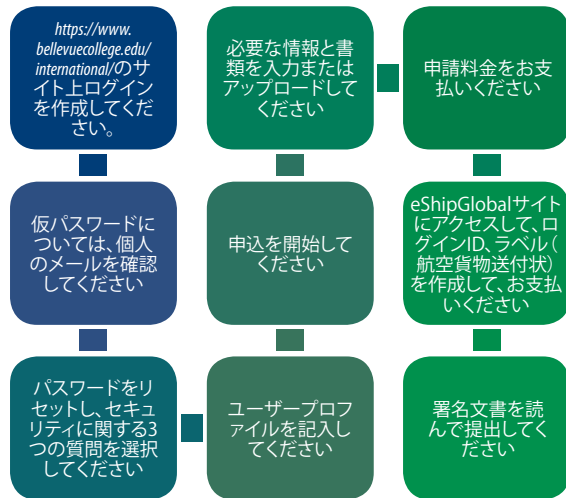 https://www.
bellevuecollege.edu/
international/のサ
イト上ログイン
を作成してくだ
さい。
仮パスワードに
ついては、個人
のメールを確認
してください
パスワードをリ
セットし、セキュ
リティに関する3
つの質問を選択
してください
ユーザープロフ
ァイルを記入し
てください
申込を開始して
ください
必要な情報と書
類を入力または
アップロードして
ください
申請料金をお支
払いください
eShipGlobalサイト
にアクセスして、ロ
グインID、ラベル（
航空貨物送付状）
を作成して、お支払
いください
署名文書を読
んで提出してく
ださい